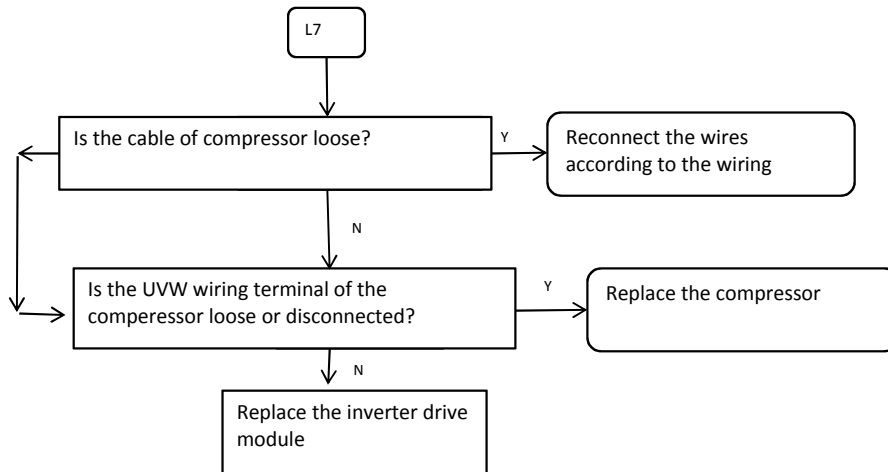 L7
Is the cable of compressor loose?
Y
Reconnect the wires
according to the wiring
N
Is the UVW wiring terminal of the
comperessor loose or disconnected?
Y
Replace the compressor
N
Replace the inverter drive
module